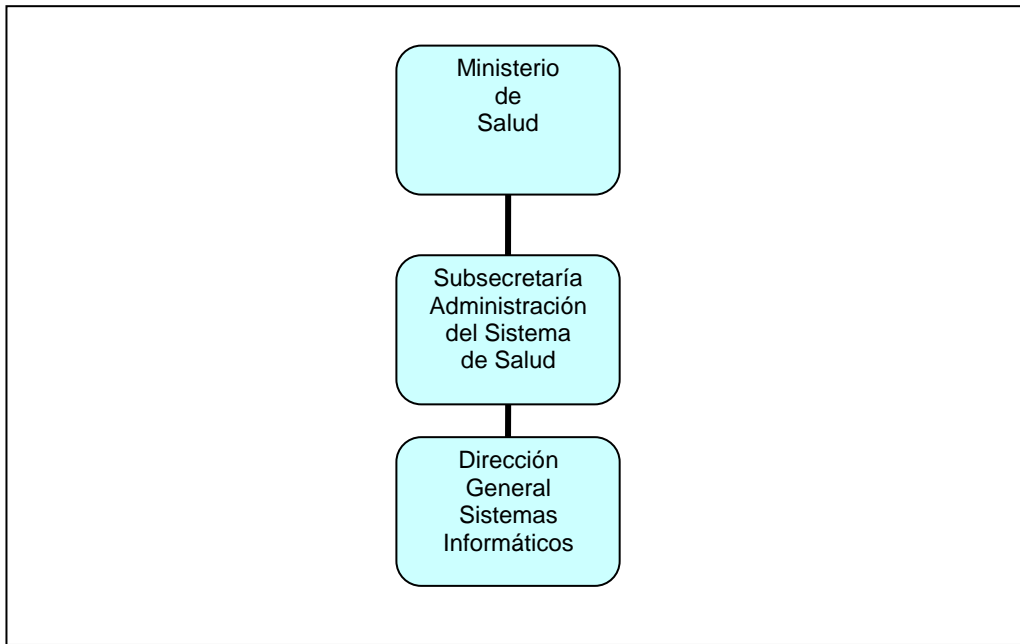 Ministerio
de
Salud
Subsecretaría
Administración
del Sistema
de Salud
Dirección
General
Sistemas
Informáticos